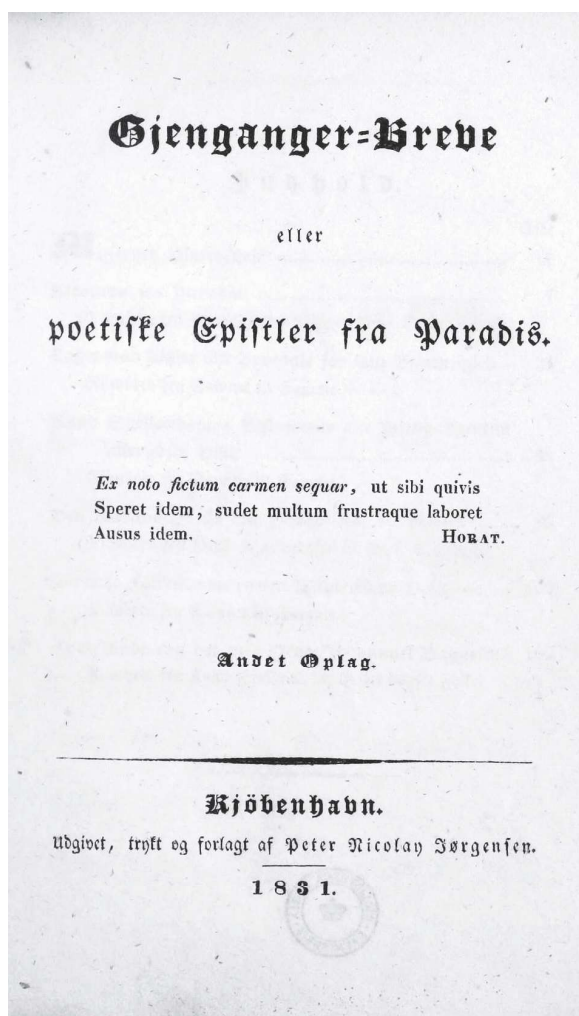 Gjenganger=Breve
eller
poetiske Epistler fra Paradis.
Ex noto fictum carmen sequar, ut sibi quivis
Speret idem, sudet multum frustraque laboret
Ausus idem. HORAT.
Andet Oplag.
Kjöbenhavn.
Udgivet, trykt og forlagt af Peter Nicolay Jørgensen.
1831.